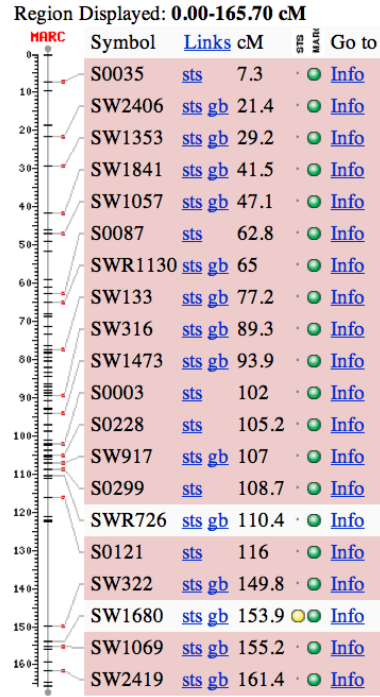 Region Displayed: 0.00-165.70 cM
MARC Symbol Links cM STS MARC Go to
S0035 sts 7.3 Info
SW2406 sts gb 21.4 Info
SW1353 sts gb 29.2 Info
SW1841 sts gb 41.5 Info
SW1057 sts gb 47.1 Info
S0087 sts 62.8 Info
SWR1130 sts gb 65 Info
SW133 sts gb 77.2 Info
SW316 sts gb 89.3 Info
SW1473 sts gb 93.9 Info
S0003 sts 102 Info
S0228 sts 105.2 Info
SW917 sts gb 107 Info
S0299 sts 108.7 Info
SWR726 sts gb 110.4 Info
S0121 sts 116 Info
SW322 sts gb 149.8 Info
SW1680 sts gb 153.9 Info
SW1069 sts gb 155.2 Info
SW2419 sts gb 161.4 Info
0
10
20
30
40
50
60
70
80
90
100
110
120
130
140
150
160